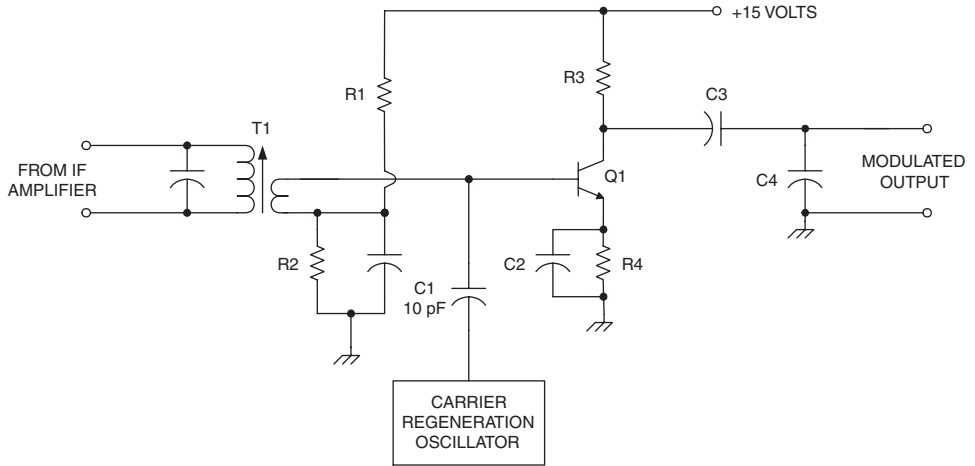 +15 VOLTS
R3
R1
C3
T1
FROM IF
AMPLIFIER
Q1
C4
MODULATED
OUTPUT
R2
C2
R4
C1
10 pF
CARRIER
REGENERATION
OSCILLATOR